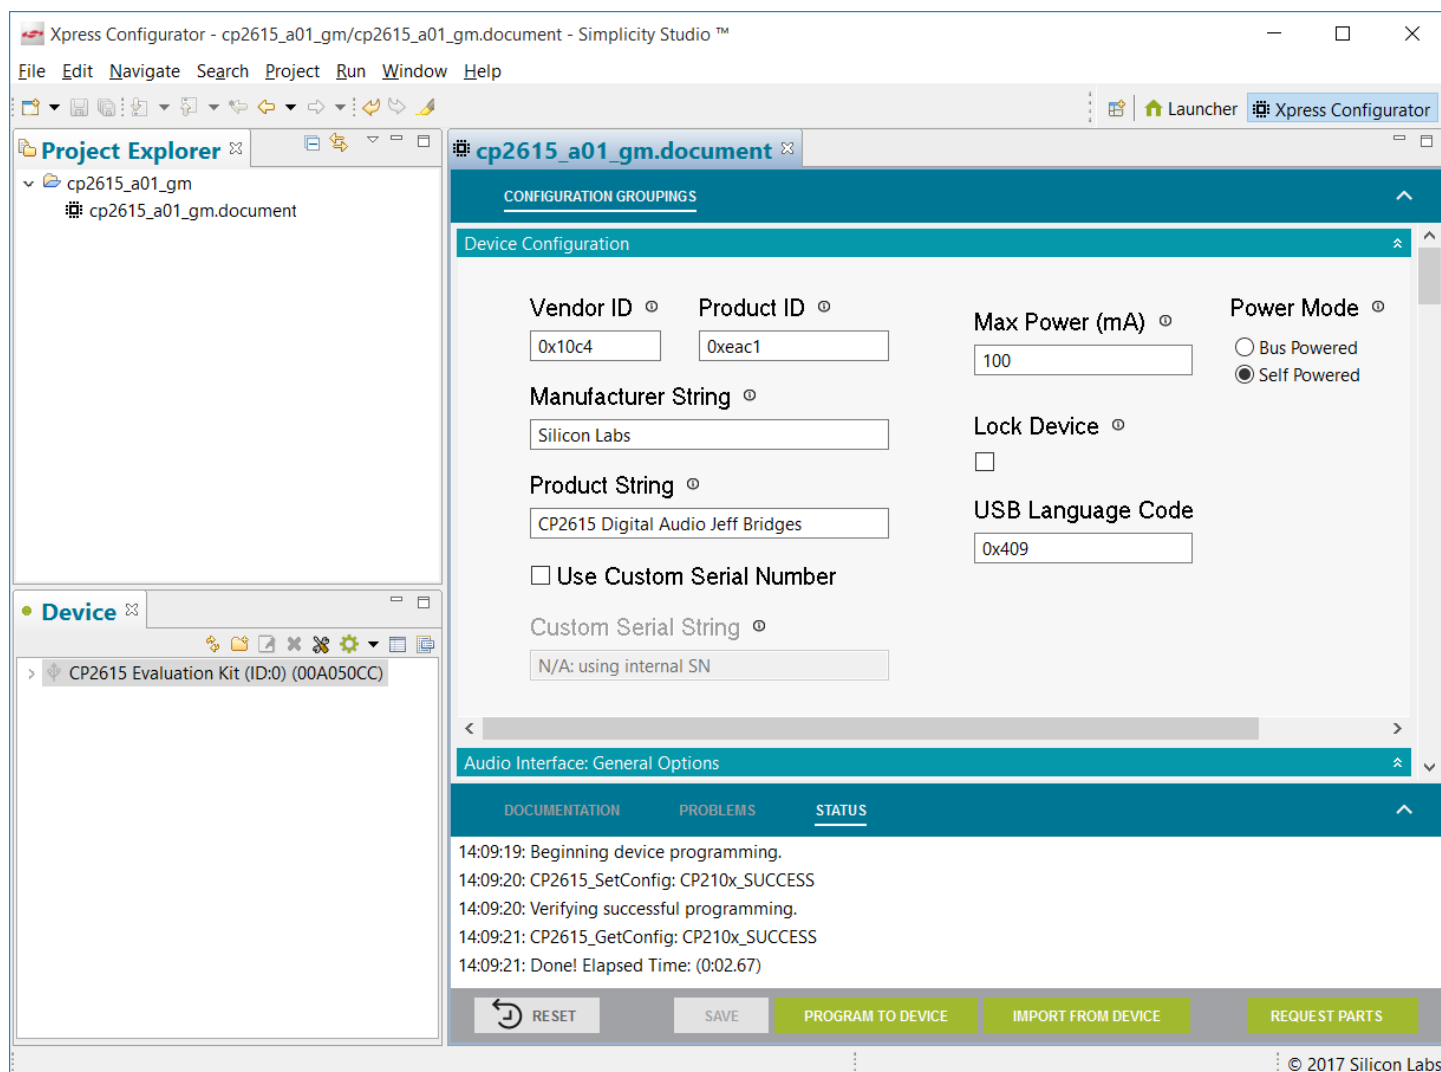 Xpress Configurator - cp2615_a01_gm/cp2615_a01_gm.document - Simplicity Studio ™
File Edit Navigate Search Project Run Window Help
Launcher Xpress Configurator
Project Explorer
cp2615_a01_gm
cp2615_a01_gm.document
Device
CP2615 Evaluation Kit (ID:0) (00A050CC)
cp2615_a01_gm.document
CONFIGURATION GROUPINGS
Device Configuration
Vendor ID Product ID
0x10c4 0xeac1
Manufacturer String
Silicon Labs
Product String
CP2615 Digital Audio Jeff Bridges
Use Custom Serial Number
Custom Serial String
N/A: using internal SN
Max Power (mA)
100
Lock Device
USB Language Code
0x409
Power Mode
Bus Powered
Self Powered
Audio Interface: General Options
DOCUMENTATION PROBLEMS STATUS
14:09:19: Beginning device programming.
14:09:20: CP2615_SetConfig: CP210x_SUCCESS
14:09:20: Verifying successful programming.
14:09:21: CP2615_GetConfig: CP210x_SUCCESS
14:09:21: Done! Elapsed Time: (0:02.67)
RESET SAVE PROGRAM TO DEVICE IMPORT FROM DEVICE REQUEST PARTS
© 2017 Silicon Labs